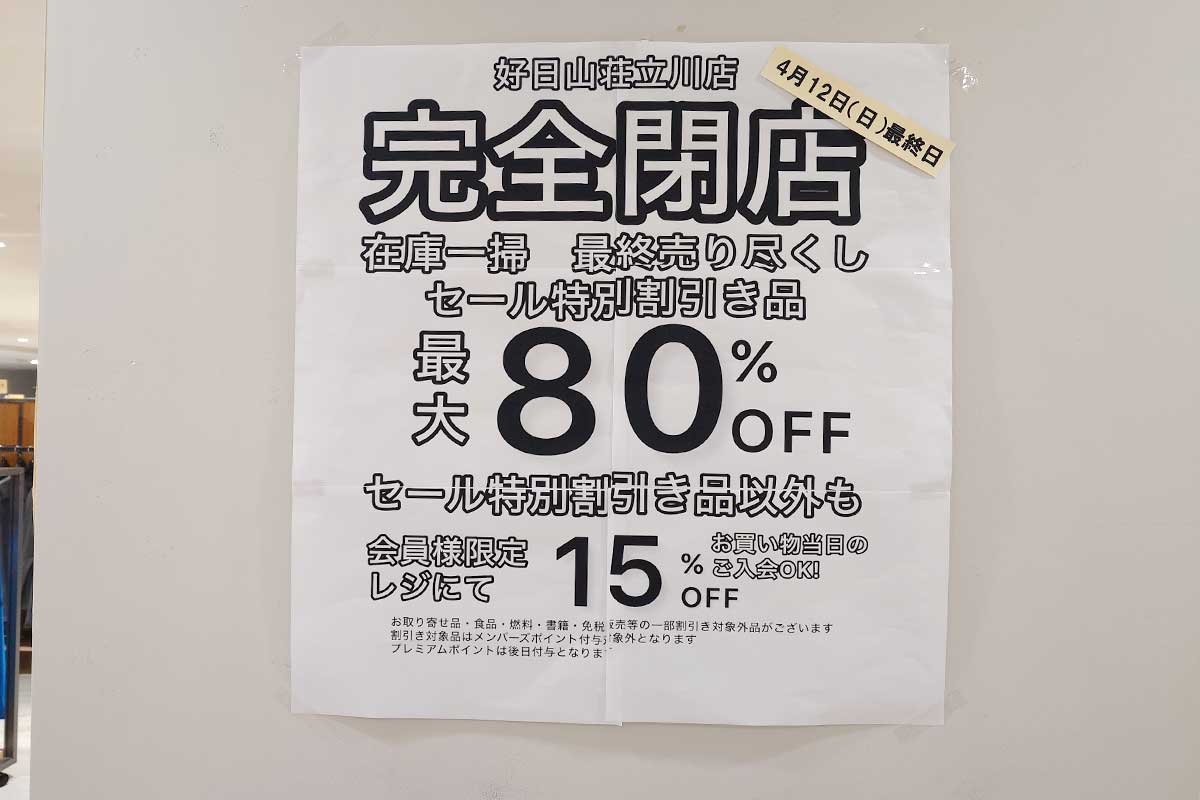 好日山荘立川店
4月12日(日)最終日
完全閉店
在庫一掃　最終売り尽くし
セール特別割引き品
最大 80%OFF
セール特別割引き品以外も
会員様限定
レジにて
15%OFF
お買い物当日の
ご入会OK!
お取り寄せ品・食品・燃料・書籍・免税販売等の一部割引き対象外品がございます
割引き対象品はメンバーズポイント付与対象外となります
プレミアムポイントは後日付与となります